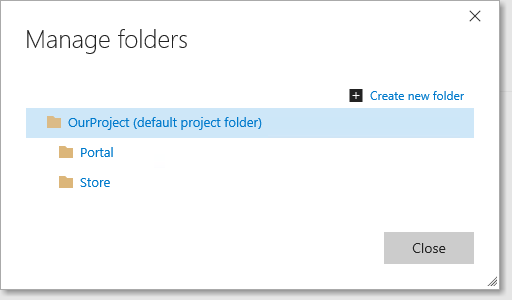 Manage folders
Create new folder
OurProject (default project folder)
Portal
Store
Close